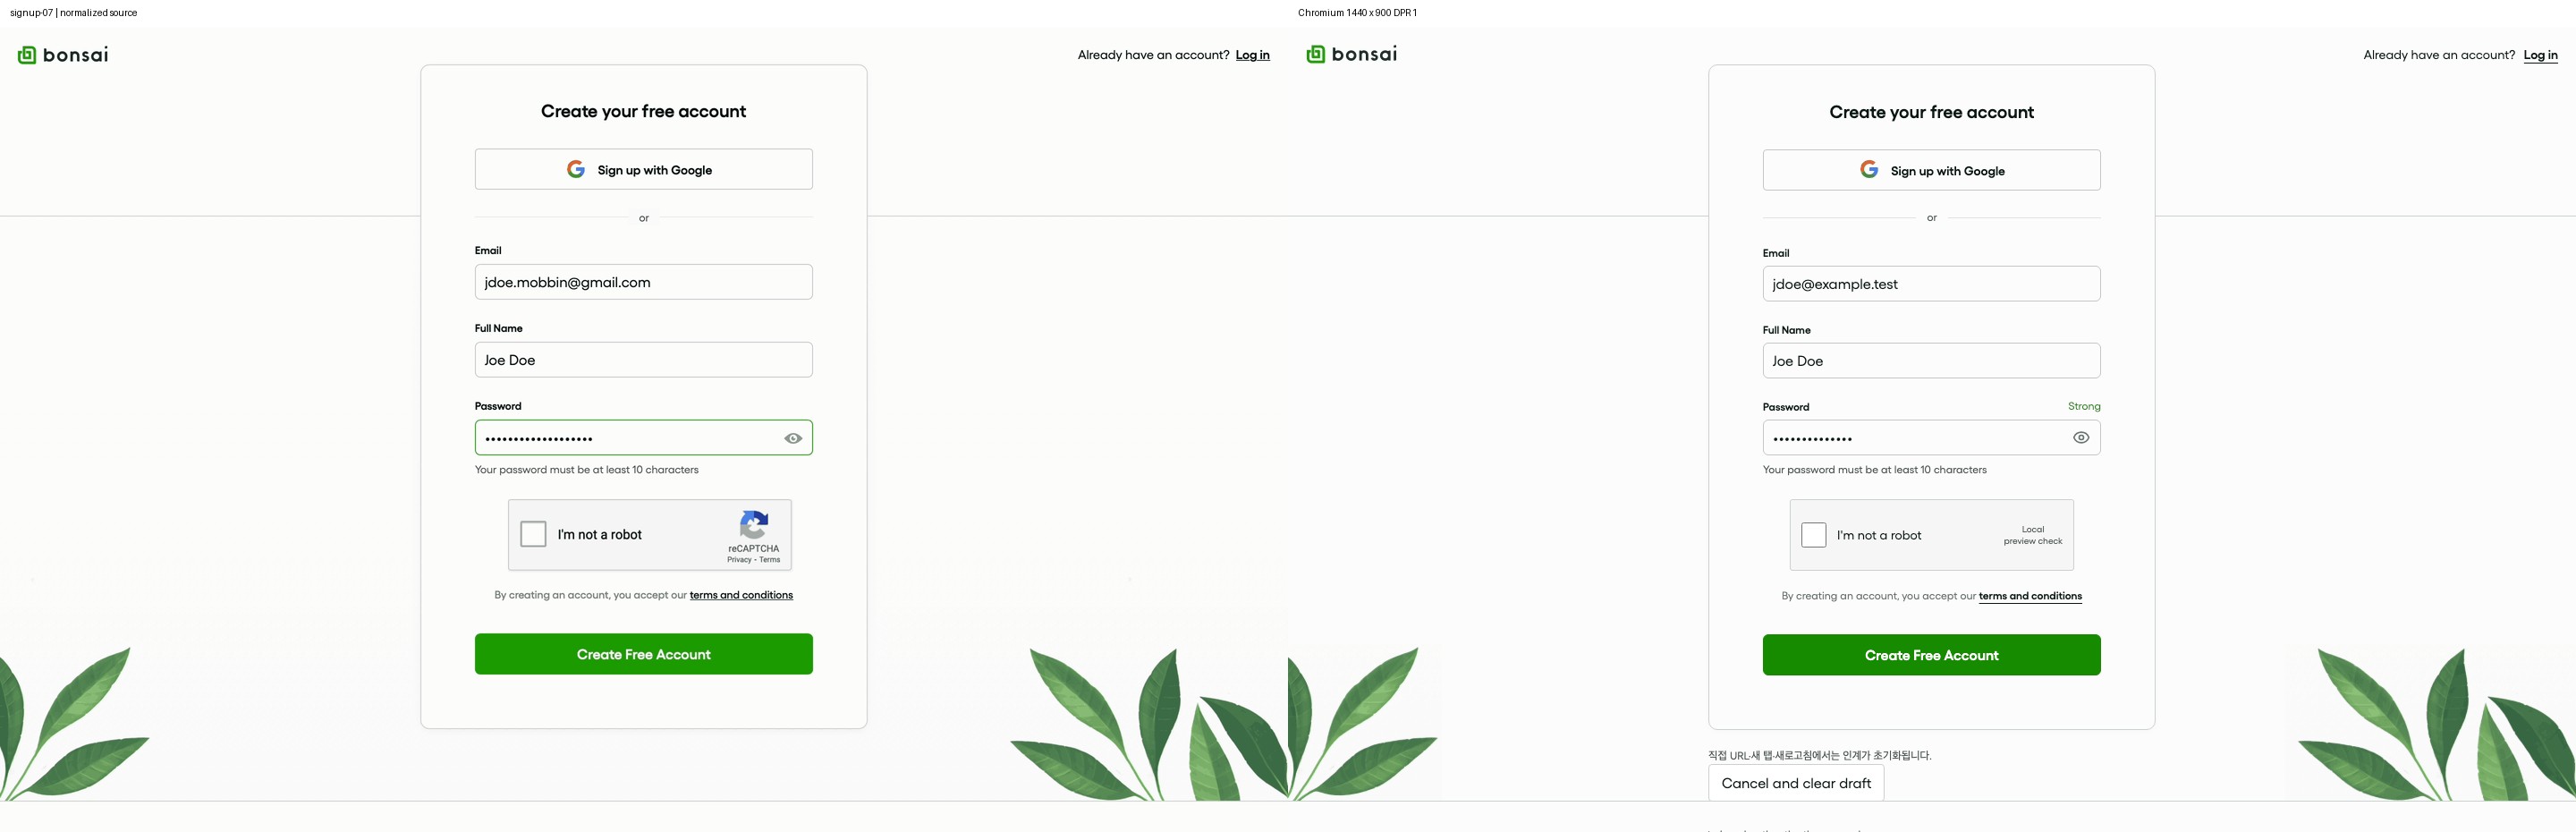 signup-07 | normalized source
bonsai
Already have an account? Log in
Create your free account
Sign up with Google
or
Email
jdoe.mobbin@gmail.com
Full Name
Joe Doe
Password
•••••••••••••••••••
Your password must be at least 10 characters
I'm not a robot
reCAPTCHA
Privacy - Terms
By creating an account, you accept our terms and conditions
Create Free Account
Chromium 1440 x 900 DPR 1
bonsai
Already have an account? Log in
Create your free account
Sign up with Google
or
Email
jdoe@example.test
Full Name
Joe Doe
Password Strong
••••••••••••••
Your password must be at least 10 characters
I'm not a robot
Local
preview check
By creating an account, you accept our terms and conditions
Create Free Account
직접 URL·새 탭·새로고침에서는 인계가 초기화됩니다.
Cancel and clear draft